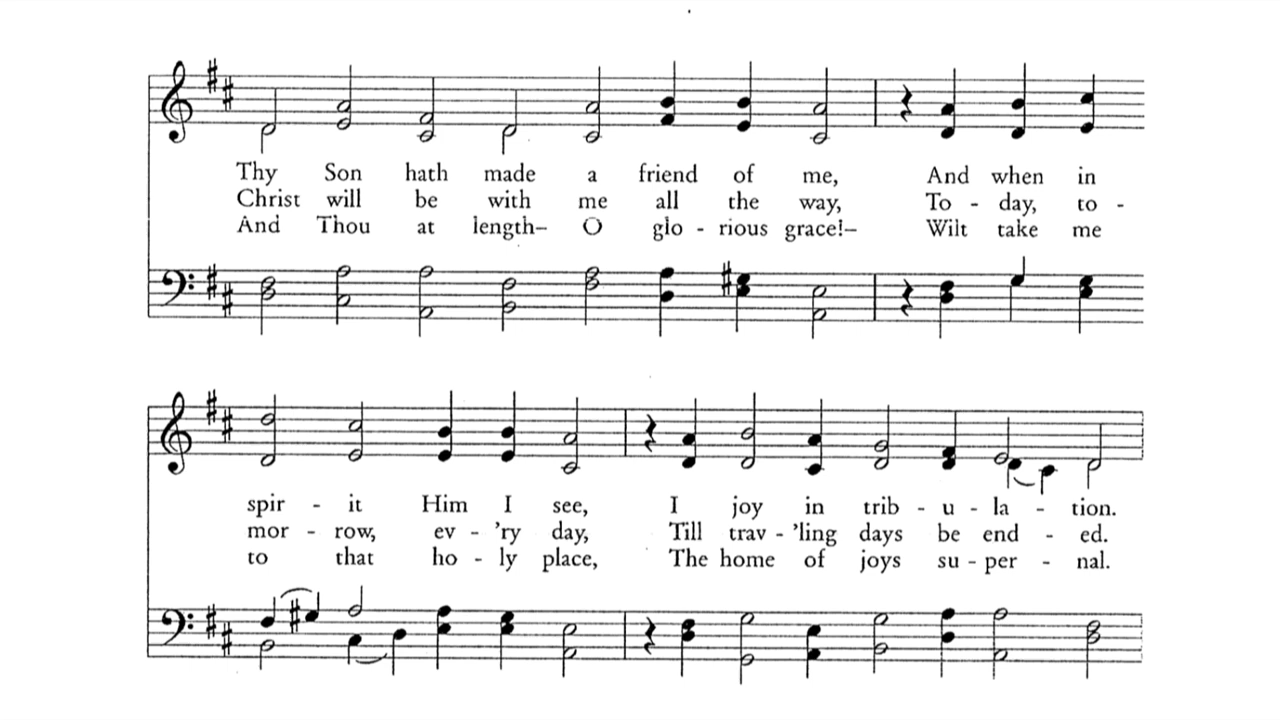 Thy Son hath made a friend of me, And when in
Christ will be with me all the way, To - day, to -
And Thou at length– O glo - rious grace!– Wilt take me
spir - it Him I see, I joy in trib - u - la - tion.
mor - row, ev - 'ry day, Till trav - 'ling days be end - ed.
to that ho - ly place, The home of joys su - per - nal.